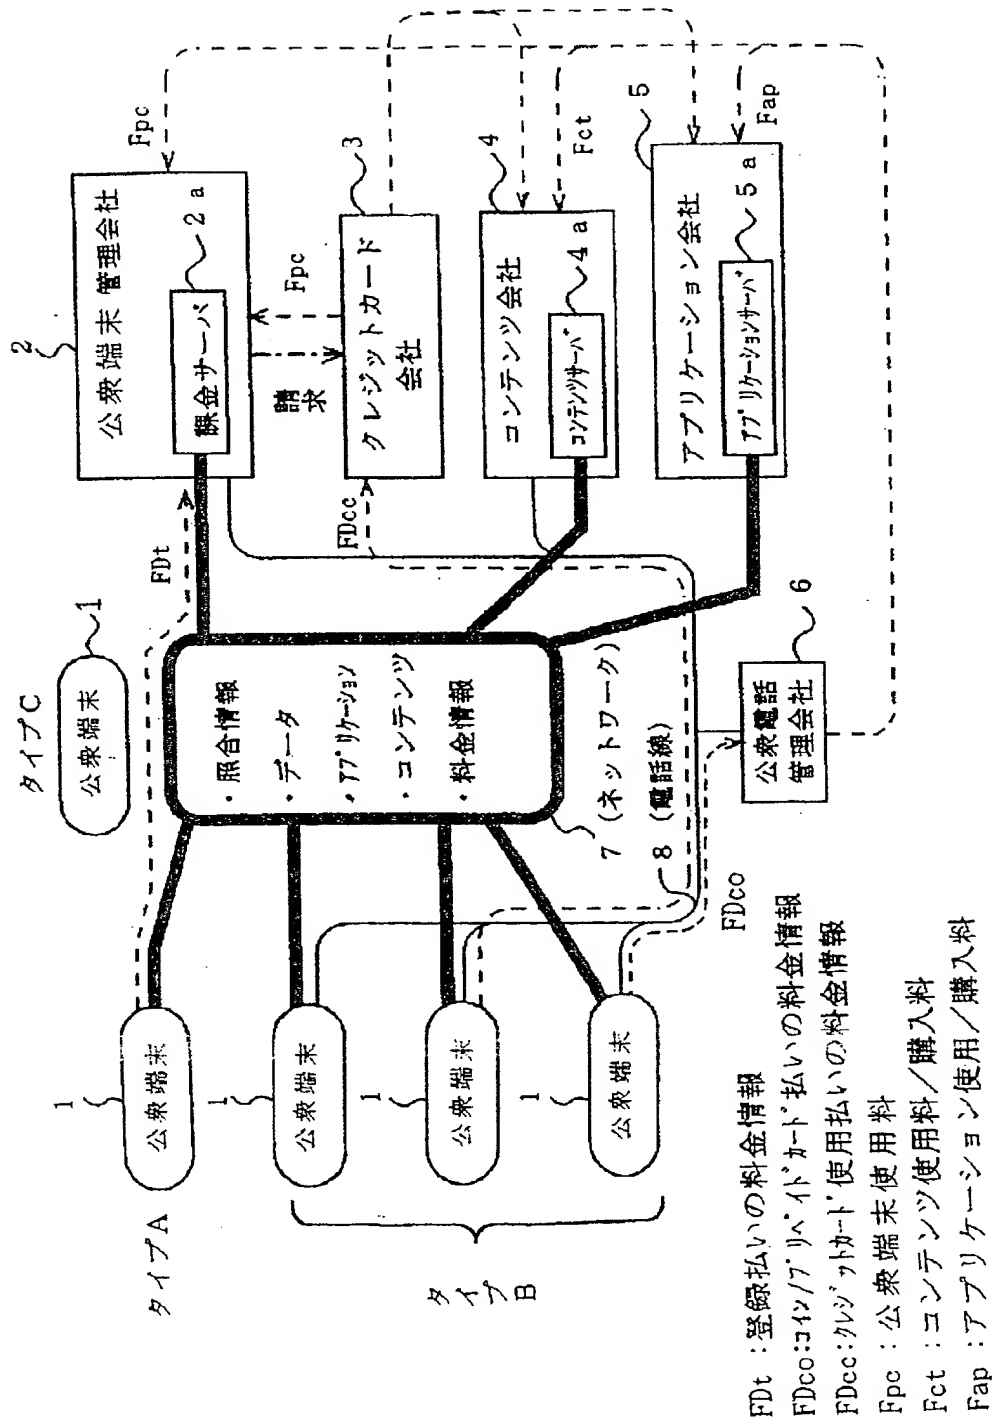 タイプC
公衆端末
1
FDt
2
公衆端末 管理会社
課金サーバ
2a
Fpc
請求
Fpc
クレジットカード
会社
3
FDcc
コンテンツ会社
コンテンツサーバ
4
4a
Fct
アプリケーション会社
アプリケーションサーバ
5
5a
Fap
・照合情報
・データ
・アプリケーション
・コンテンツ
・料金情報
7 (ネットワーク)
8 (電話線)
公衆電話
管理会社
6
FDco
タイプA
1
公衆端末
1
公衆端末
1
公衆端末
1
公衆端末
タイプB
FDt :登録払いの料金情報
FDco:コイン/プリペイドカード払いの料金情報
FDcc:クレジットカード使用払いの料金情報
Fpc :公衆端末使用料
Fct :コンテンツ使用料/購入料
Fap :アプリケーション使用/購入料